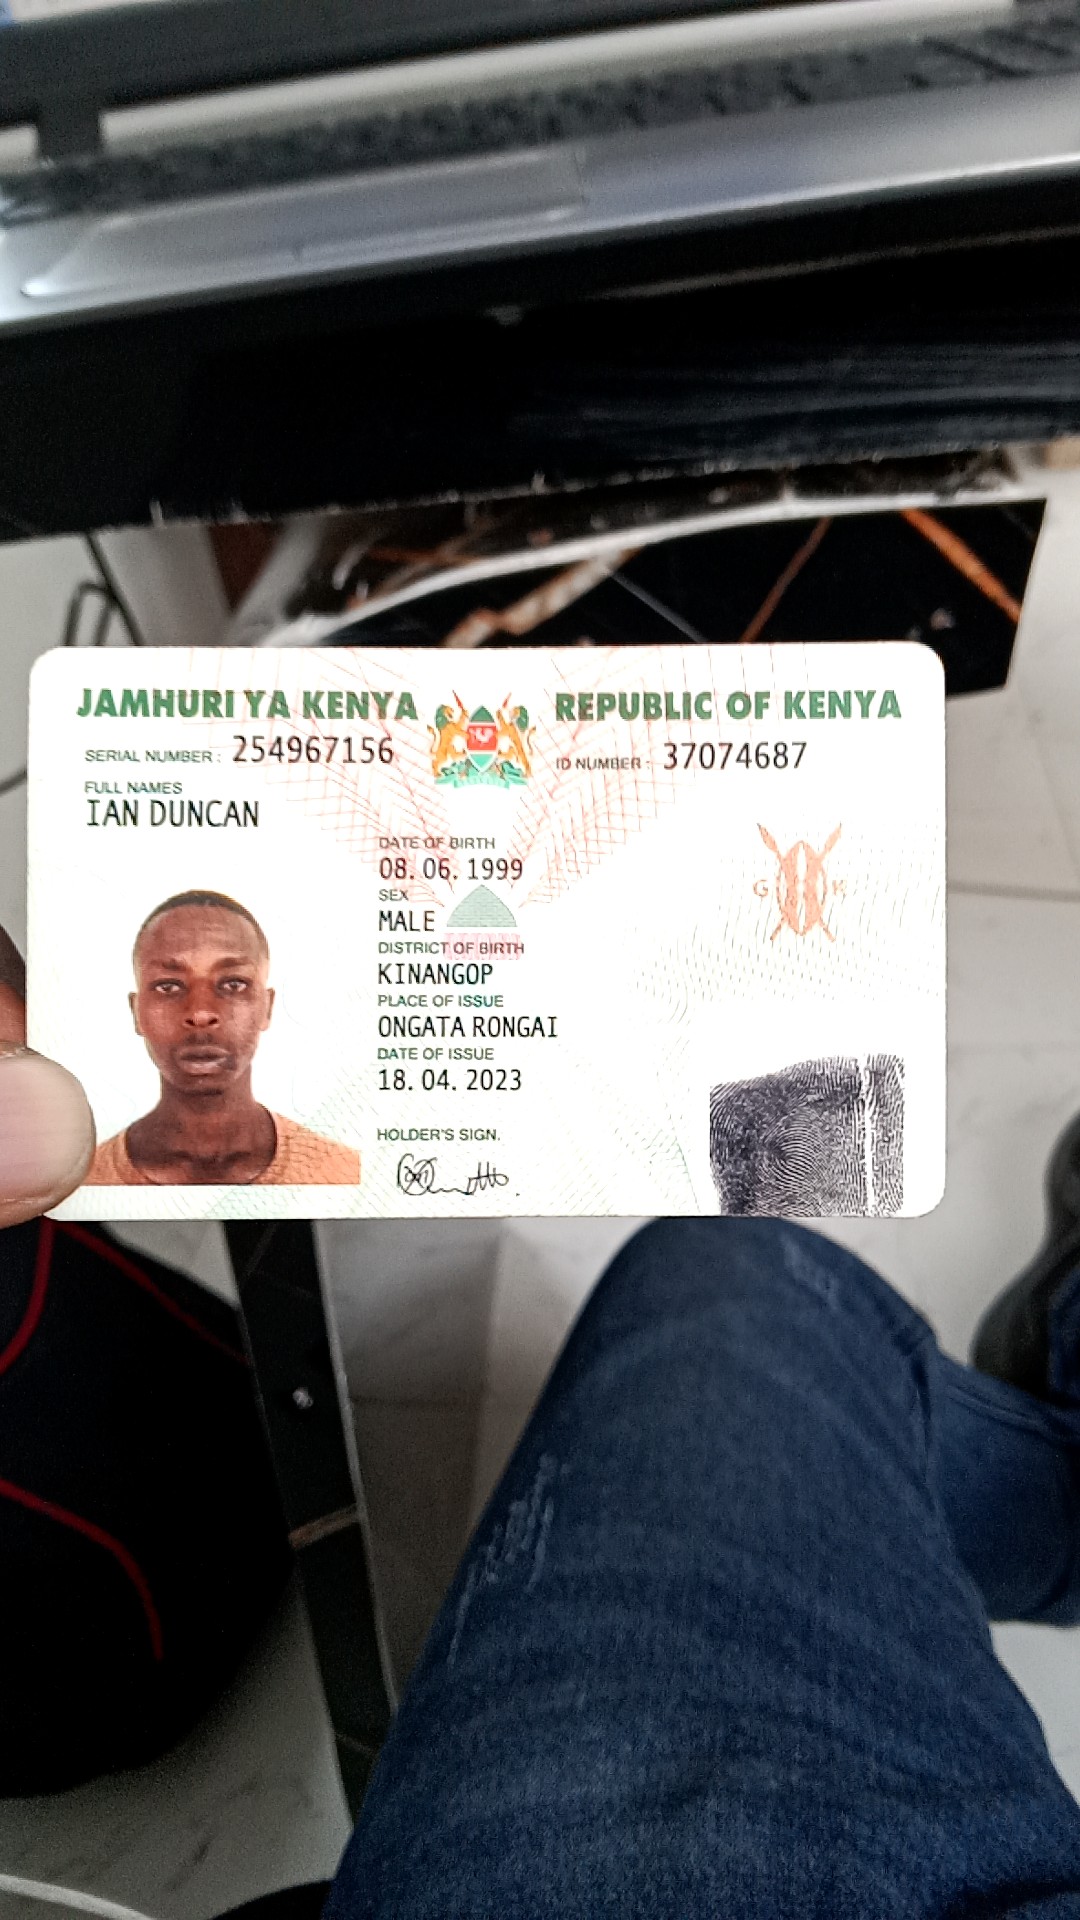 JAMHURI YA KENYA REPUBLIC OF KENYA
SERIAL NUMBER : 254967156 ID NUMBER : 37074687
FULL NAMES
IAN DUNCAN
DATE OF BIRTH
08. 06. 1999
SEX
MALE
DISTRICT OF BIRTH
KINANGOP
PLACE OF ISSUE
ONGATA RONGAI
DATE OF ISSUE
18. 04. 2023
HOLDER'S SIGN.
G K